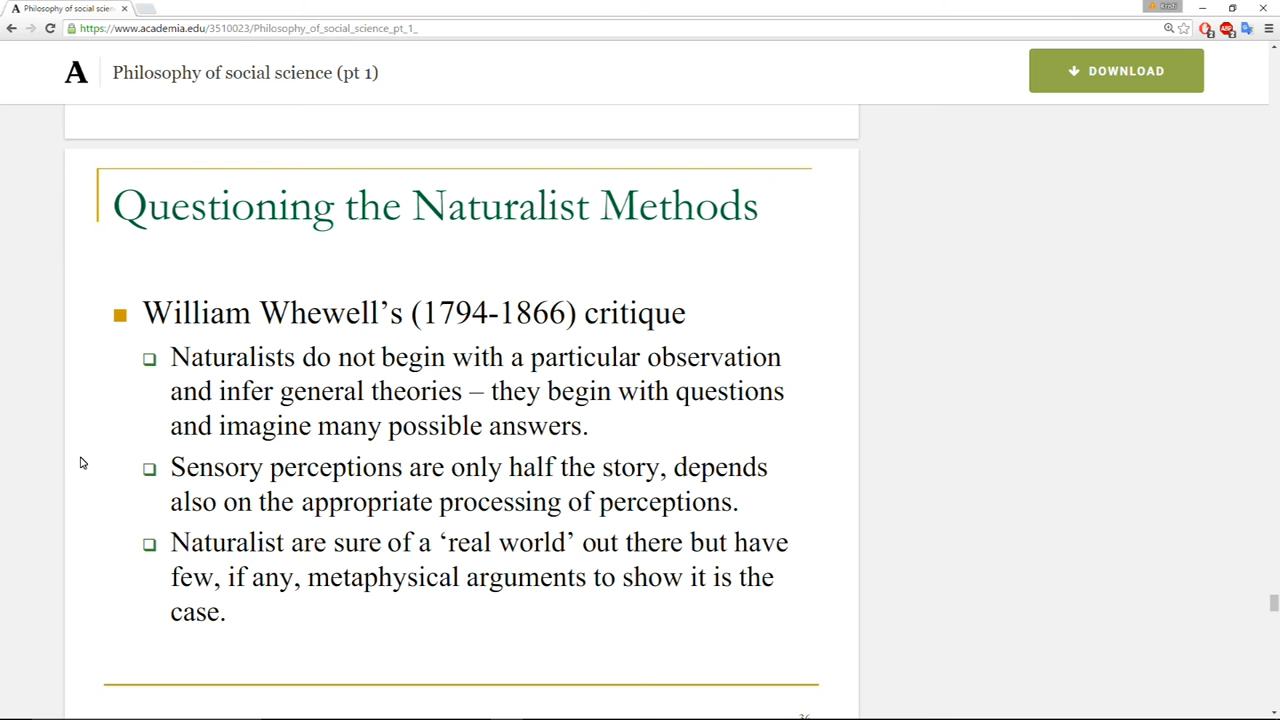 Philosophy of social scien
Kristi
https://www.academia.edu/3510023/Philosophy_of_social_science_pt_1_
A Philosophy of social science (pt 1)
DOWNLOAD
Questioning the Naturalist Methods
William Whewell’s (1794-1866) critique
Naturalists do not begin with a particular observation
and infer general theories – they begin with questions
and imagine many possible answers.
Sensory perceptions are only half the story, depends
also on the appropriate processing of perceptions.
Naturalist are sure of a ‘real world’ out there but have
few, if any, metaphysical arguments to show it is the
case.